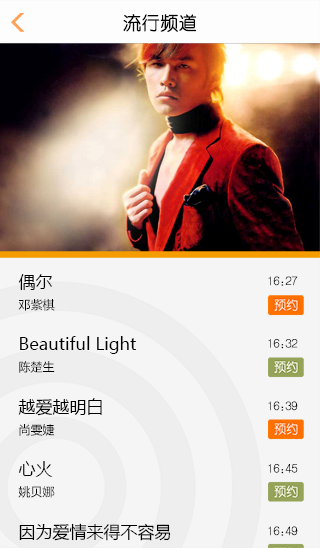 流行频道
偶尔
16:27
邓紫棋
预约
Beautiful Light
16:32
陈楚生
预约
越爱越明白
16:39
尚雯婕
预约
心火
16:45
姚贝娜
预约
因为爱情来得不容易
16:49